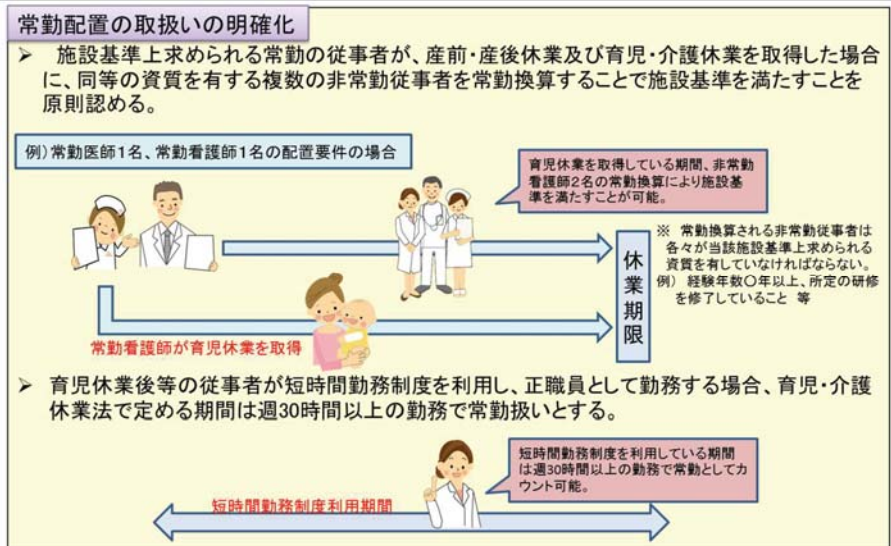 常勤配置の取扱いの明確化
➢ 施設基準上求められる常勤の従事者が、産前・産後休業及び育児・介護休業を取得した場合
に、同等の資質を有する複数の非常勤従事者を常勤換算することで施設基準を満たすことを
原則認める。
例）常勤医師１名、常勤看護師１名の配置要件の場合
育児休業を取得している期間、非常勤
看護師２名の常勤換算により施設基
準を満たすことが可能。
※ 常勤換算される非常勤従事者は
各々が当該施設基準上求められる
資質を有していなければならない。
例） 経験年数〇年以上、所定の研修
を修了していること 等
休業期限
常勤看護師が育児休業を取得
➢ 育児休業後等の従事者が短時間勤務制度を利用し、正職員として勤務する場合、育児・介護
休業法で定める期間は週30時間以上の勤務で常勤扱いとする。
短時間勤務制度を利用している期間
は週30時間以上の勤務で常勤としてカ
ウント可能。
短時間勤務制度利用期間